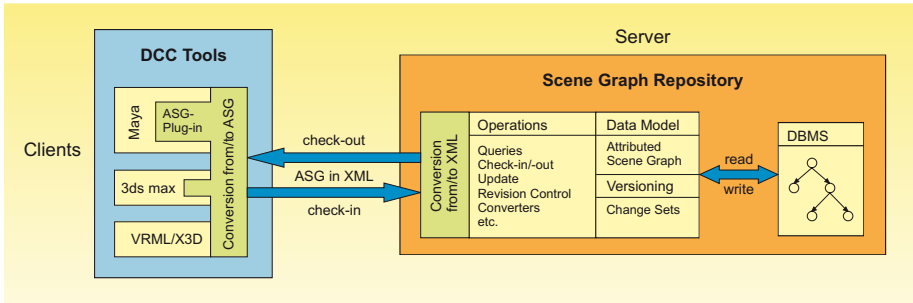 Clients
DCC Tools
Maya
ASG-
Plug-in
3ds max
VRML/X3D
Conversion from/to ASG
check-out
ASG in XML
check-in
Server
Scene Graph Repository
Conversion
from/to XML
Operations
Queries
Check-in/-out
Update
Revision Control
Converters
etc.
Data Model
Attributed
Scene Graph
Versioning
Change Sets
read
write
DBMS